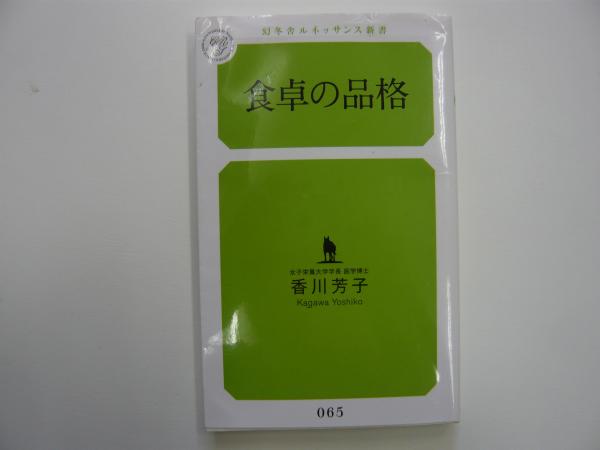 幻冬舎ルネッサンス新書
食卓の品格
女子栄養大学学長 医学博士
香川芳子
Kagawa Yoshiko
065